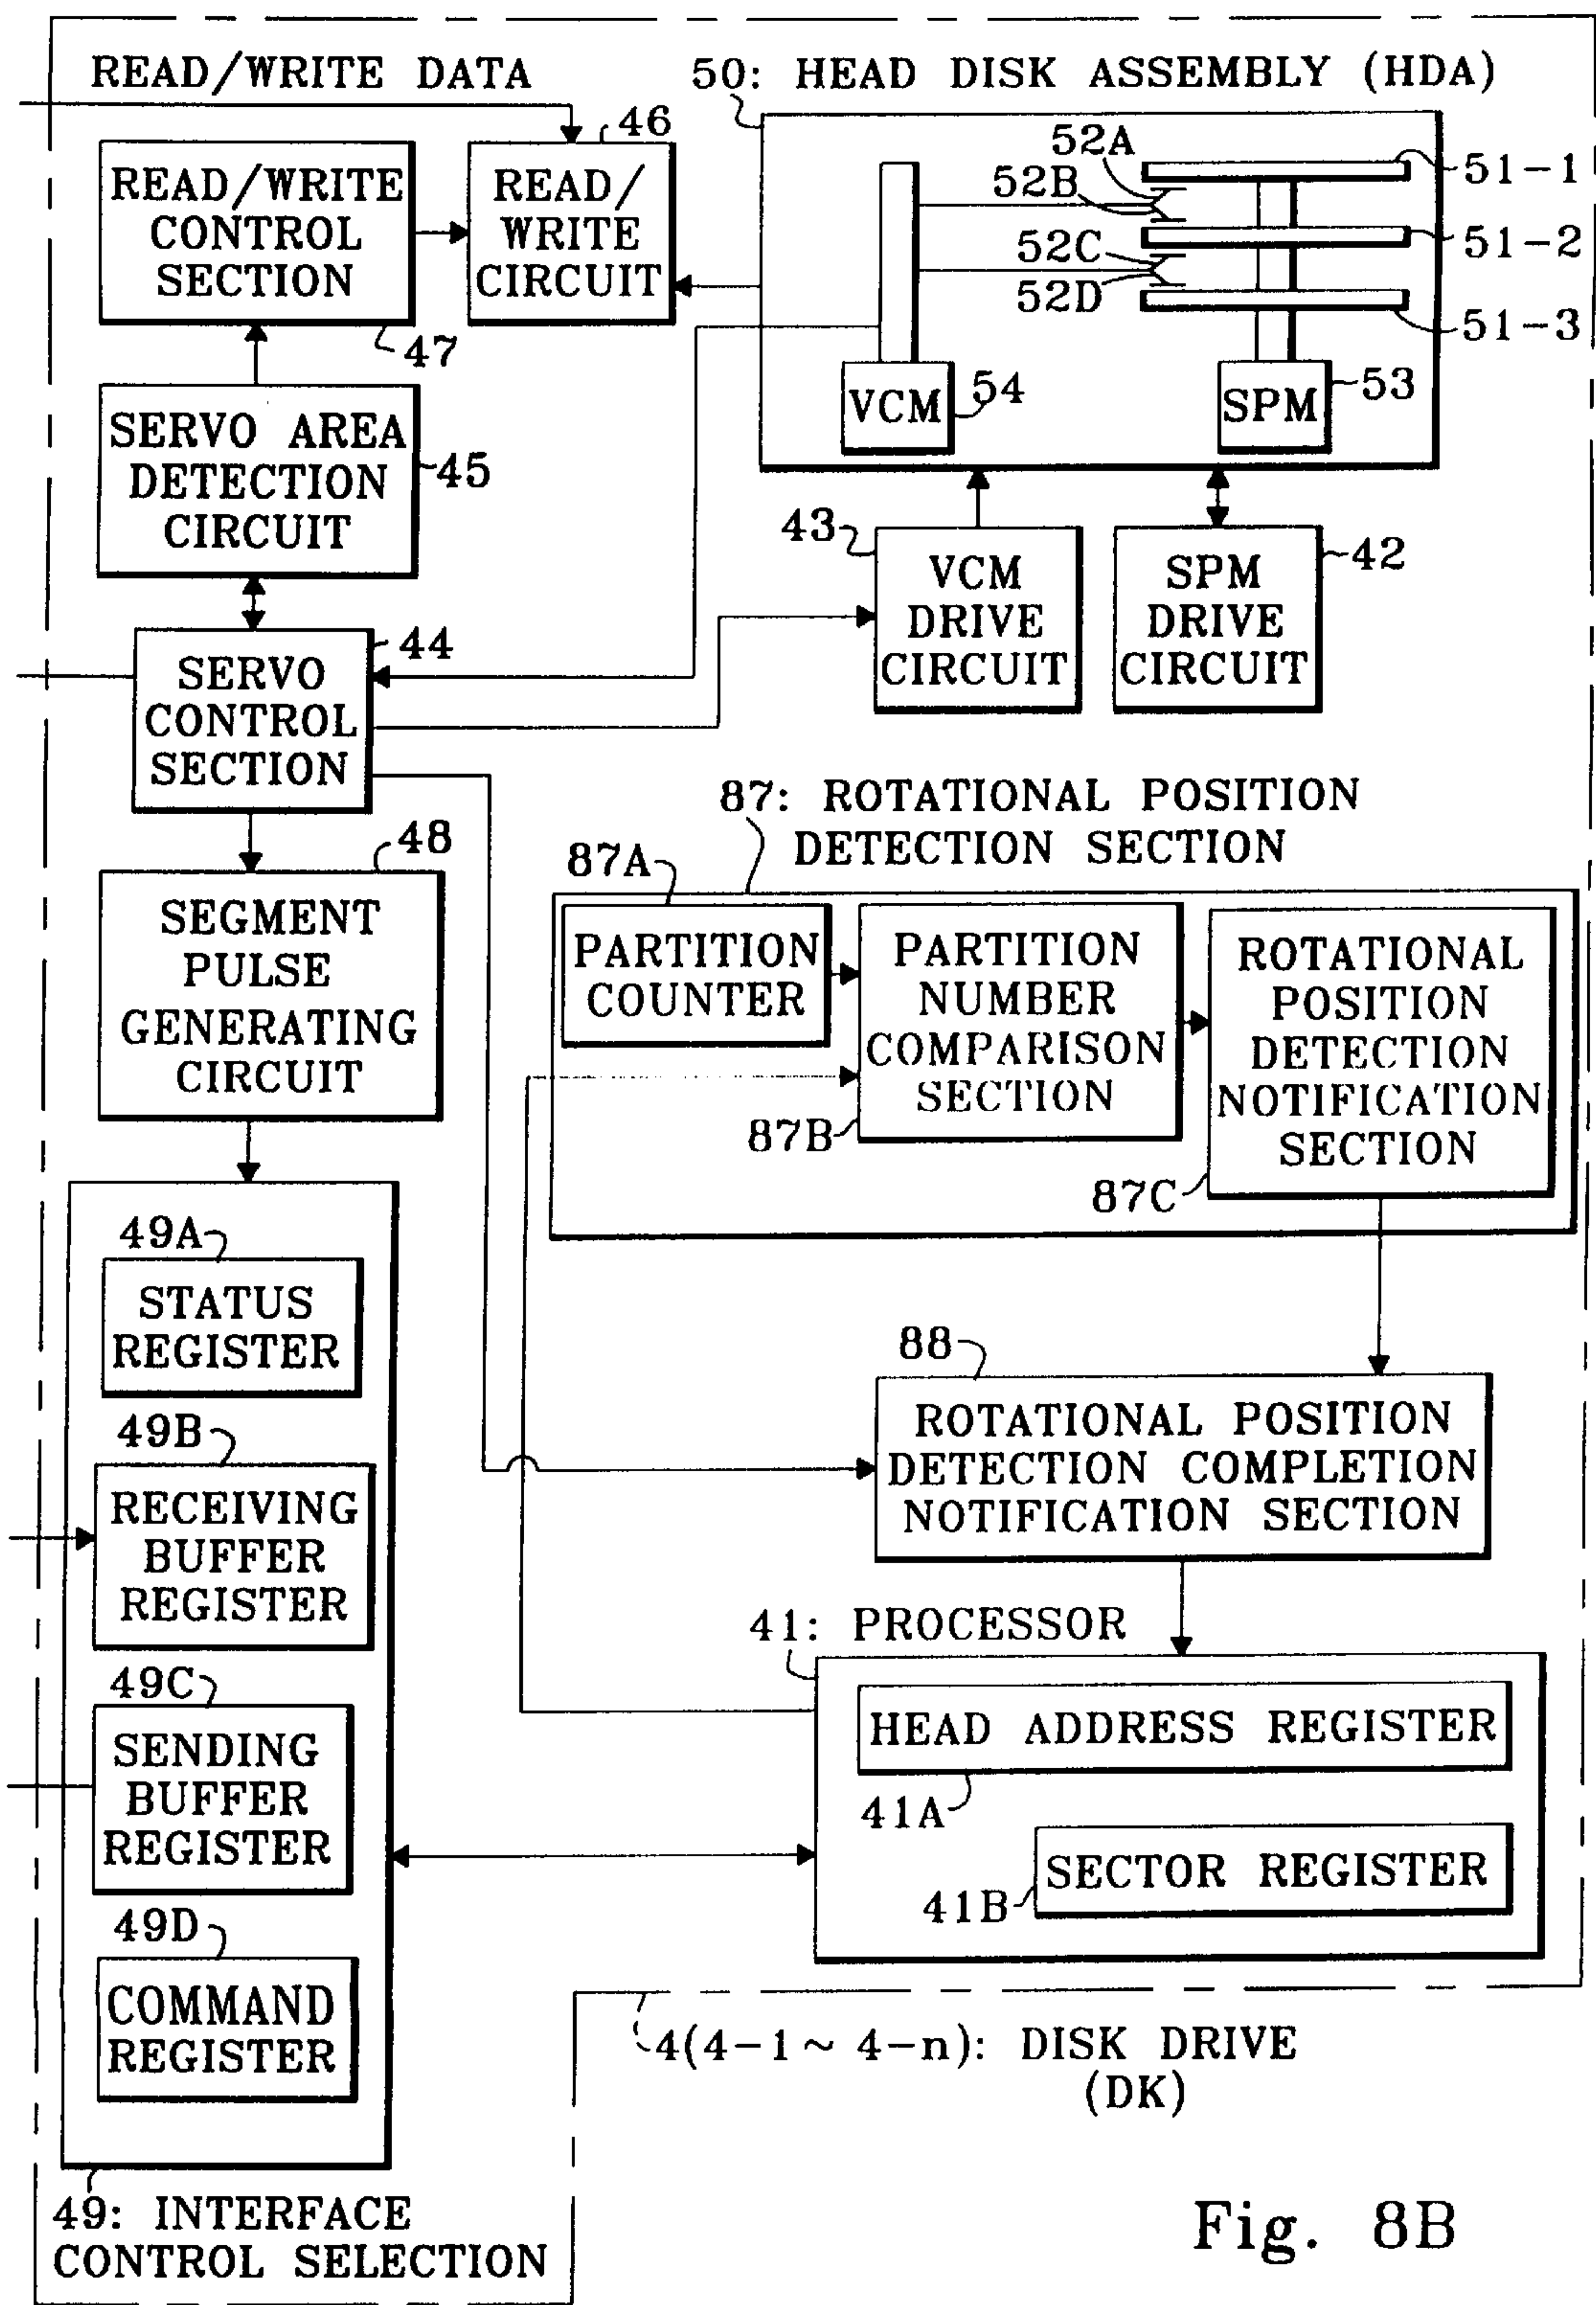 READ/WRITE DATA
50: HEAD DISK ASSEMBLY (HDA)
46
READ/WRITE
CONTROL
SECTION
47
READ/
WRITE
CIRCUIT
52A
52B
52C
52D
51-1
51-2
51-3
VCM
54
SPM
53
SERVO AREA
DETECTION
CIRCUIT
45
43
VCM
DRIVE
CIRCUIT
SPM
DRIVE
CIRCUIT
42
44
SERVO
CONTROL
SECTION
48
SEGMENT
PULSE
GENERATING
CIRCUIT
87: ROTATIONAL POSITION
DETECTION SECTION
87A
PARTITION
COUNTER
PARTITION
NUMBER
COMPARISON
SECTION
87B
ROTATIONAL
POSITION
DETECTION
NOTIFICATION
SECTION
87C
49A
STATUS
REGISTER
49B
RECEIVING
BUFFER
REGISTER
49C
SENDING
BUFFER
REGISTER
49D
COMMAND
REGISTER
88
ROTATIONAL POSITION
DETECTION COMPLETION
NOTIFICATION SECTION
41: PROCESSOR
HEAD ADDRESS REGISTER
41A
SECTOR REGISTER
41B
4(4-1~4-n): DISK DRIVE
(DK)
49: INTERFACE
CONTROL SELECTION
Fig. 8B